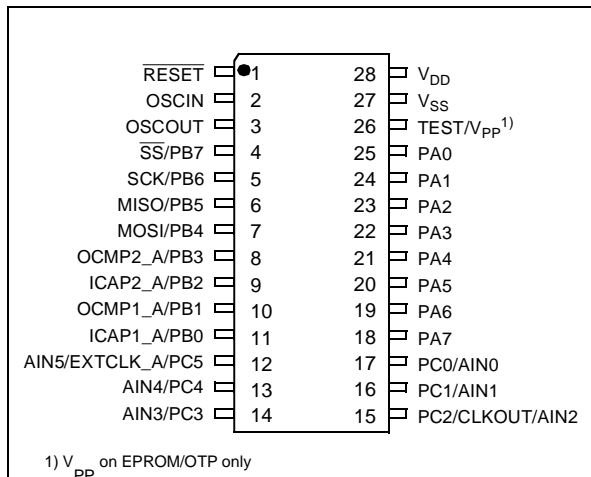 RESET 1 28 VDD
OSCIN 2 27 VSS
OSCOUT 3 26 TEST/VPP1)
SS/PB7 4 25 PA0
SCK/PB6 5 24 PA1
MISO/PB5 6 23 PA2
MOSI/PB4 7 22 PA3
OCMP2_A/PB3 8 21 PA4
ICAP2_A/PB2 9 20 PA5
OCMP1_A/PB1 10 19 PA6
ICAP1_A/PB0 11 18 PA7
AIN5/EXTCLK_A/PC5 12 17 PC0/AIN0
AIN4/PC4 13 16 PC1/AIN1
AIN3/PC3 14 15 PC2/CLKOUT/AIN2
1) VPP on EPROM/OTP only